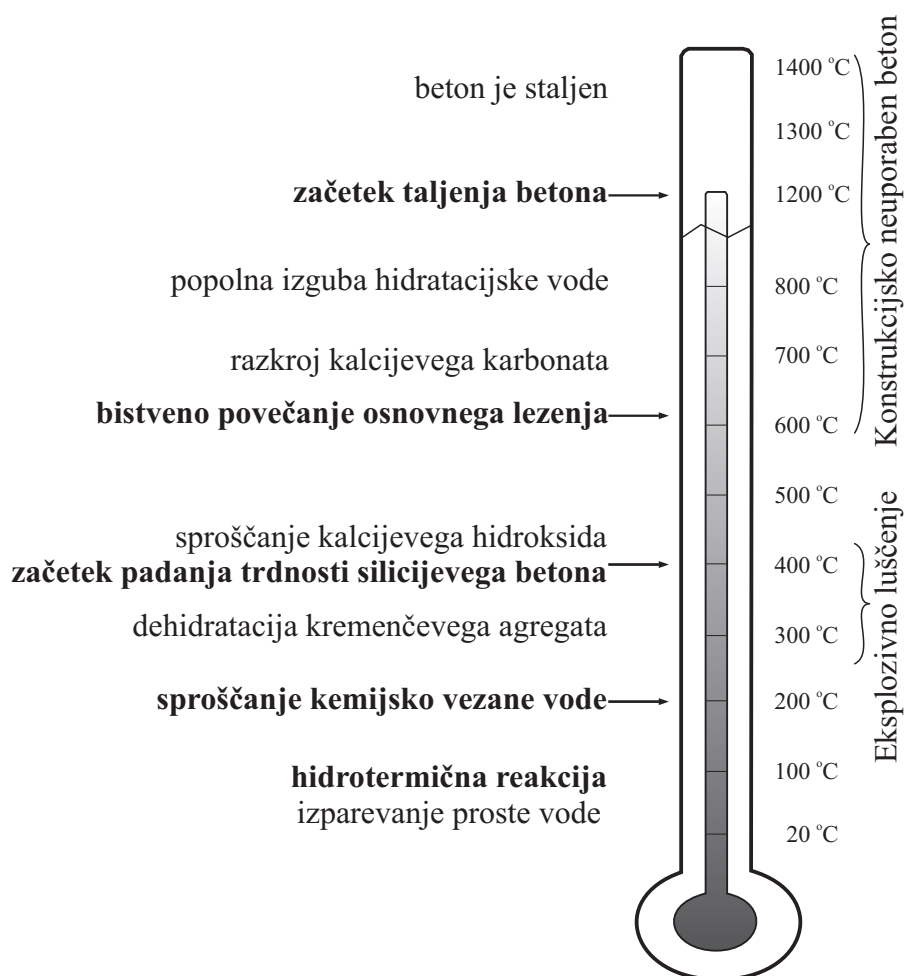 beton je staljen
začetek taljenja betona
popolna izguba hidratacijske vode
razkroj kalcijevega karbonata
bistveno povečanje osnovnega lezenja
sproščanje kalcijevega hidroksida
začetek padanja trdnosti silicijevega betona
dehidratacija kremenčevega agregata
sproščanje kemijsko vezane vode
hidrotermična reakcija
izparevanje proste vode
1400 °C
1300 °C
1200 °C
800 °C
700 °C
600 °C
500 °C
400 °C
300 °C
200 °C
100 °C
20 °C
Konstrukcijsko neuporaben beton
Eksplozivno luščenje